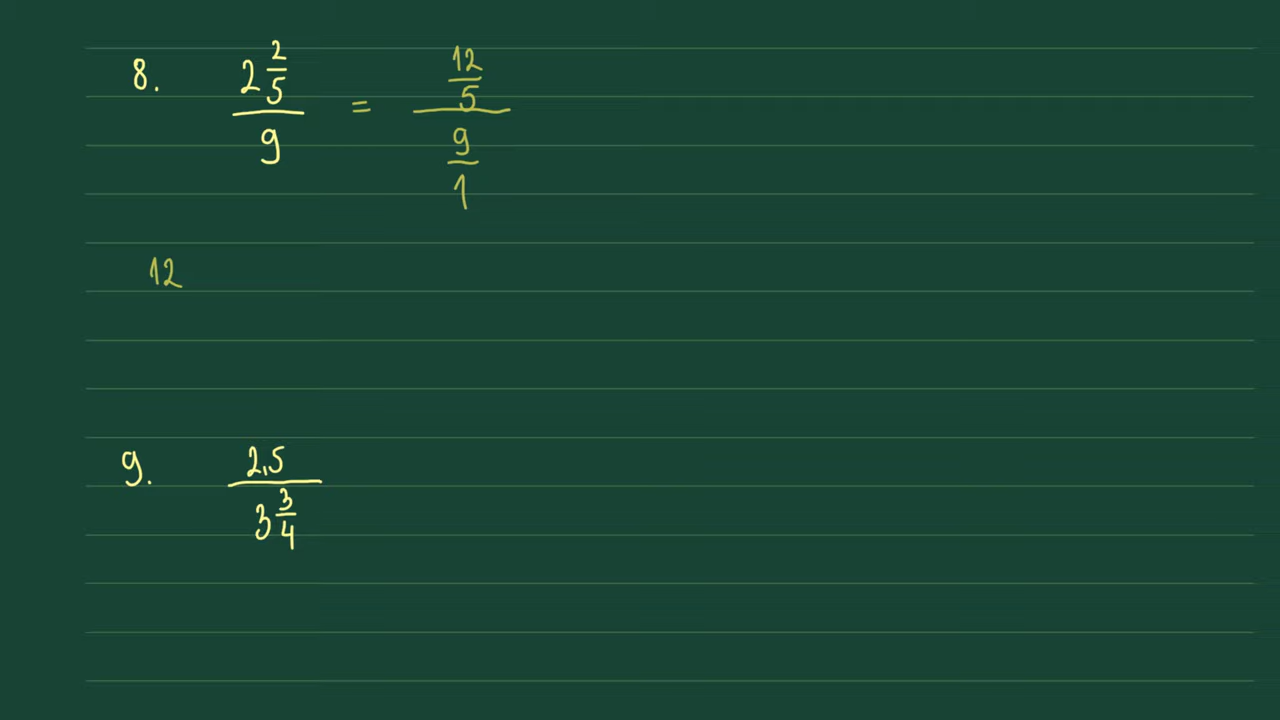 8. 2 2/5 / 9 = 12/5 / 9/1
12
9. 2,5 / 3 3/4